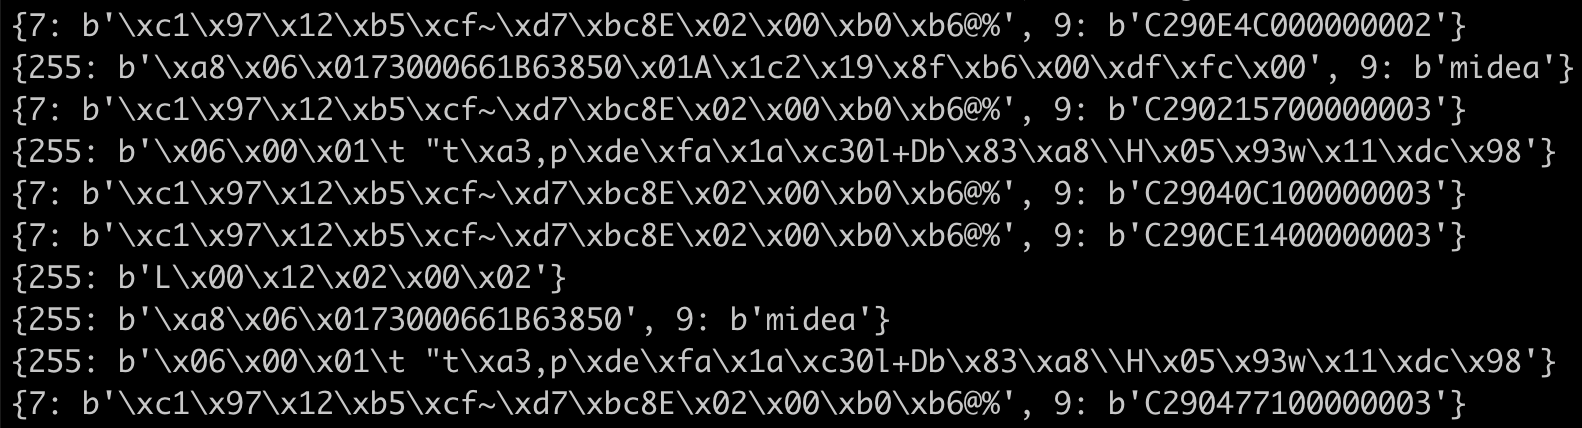 {7: b'\xc1\x97\x12\xb5\xcf~\xd7\xbc8E\x02\x00\xb0\xb6@%', 9: b'C290E4C000000002'}
{255: b'\xa8\x06\x0173000661B63850\x01A\x1c2\x19\x8f\xb6\x00\xdf\xfc\x00', 9: b'midea'}
{7: b'\xc1\x97\x12\xb5\xcf~\xd7\xbc8E\x02\x00\xb0\xb6@%', 9: b'C290215700000003'}
{255: b'\x06\x00\x01\t "t\xa3,p\xde\xfa\x1a\xc30l+Db\x83\xa8\\H\x05\x93w\x11\xdc\x98'}
{7: b'\xc1\x97\x12\xb5\xcf~\xd7\xbc8E\x02\x00\xb0\xb6@%', 9: b'C29040C100000003'}
{7: b'\xc1\x97\x12\xb5\xcf~\xd7\xbc8E\x02\x00\xb0\xb6@%', 9: b'C290CE1400000003'}
{255: b'L\x00\x12\x02\x00\x02'}
{255: b'\xa8\x06\x0173000661B63850', 9: b'midea'}
{255: b'\x06\x00\x01\t "t\xa3,p\xde\xfa\x1a\xc30l+Db\x83\xa8\\H\x05\x93w\x11\xdc\x98'}
{7: b'\xc1\x97\x12\xb5\xcf~\xd7\xbc8E\x02\x00\xb0\xb6@%', 9: b'C290477100000003'}